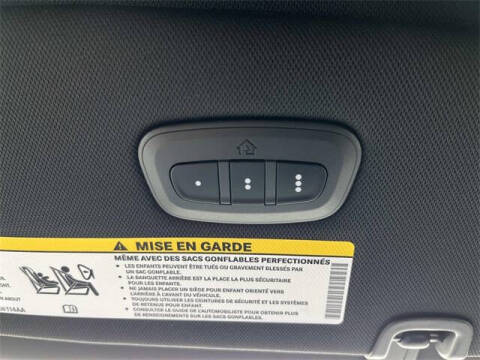 MISE EN GARDE
MÊME AVEC DES SACS GONFLABLES PERFECTIONNÉS
• LES ENFANTS PEUVENT ÊTRE TUÉS OU GRAVEMENT BLESSÉS PAR
UN SAC GONFLABLE.
• LA BANQUETTE ARRIÈRE EST LA PLACE LA PLUS SÉCURITAIRE
POUR LES ENFANTS.
• NE JAMAIS PLACER UN SIÈGE POUR ENFANT ORIENTÉ VERS
L'ARRIÈRE À L'AVANT DU VÉHICULE.
• TOUJOURS UTILISER LES CEINTURES DE SÉCURITÉ ET LES SYSTÈMES
DE RETENUE POUR ENFANT.
• CONSULTER LE GUIDE DE L'AUTOMOBILISTE POUR OBTENIR PLUS
DE RENSEIGNEMENTS SUR LES SACS GONFLABLES.
ON ABOUT